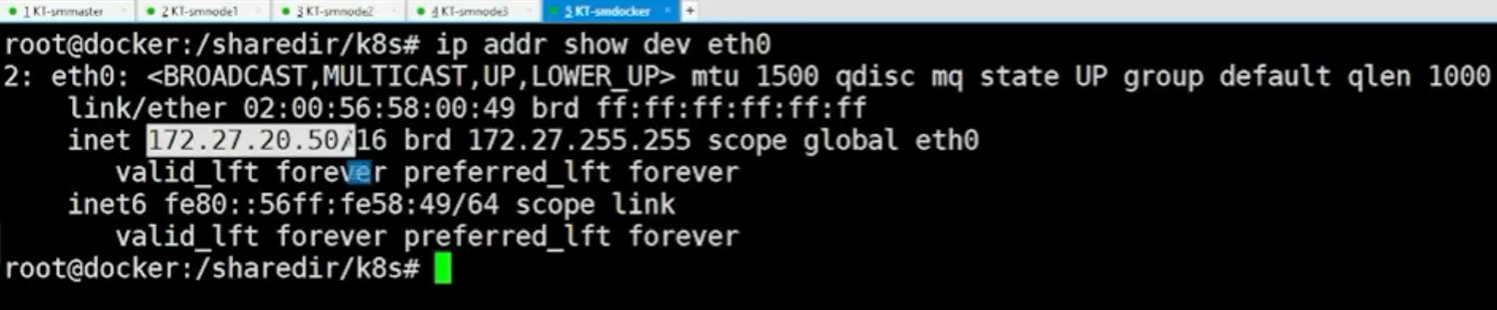 1 KT-smmaster × 2 KT-smnode1 × 3 KT-smnode2 × 4 KT-smnode3 × 5 KT-smdocker × +
root@docker:/sharedir/k8s# ip addr show dev eth0
2: eth0: <BROADCAST,MULTICAST,UP,LOWER_UP> mtu 1500 qdisc mq state UP group default qlen 1000
link/ether 02:00:56:58:00:49 brd ff:ff:ff:ff:ff:ff
inet 172.27.20.50/16 brd 172.27.255.255 scope global eth0
valid_lft forever preferred_lft forever
inet6 fe80::56ff:fe58:49/64 scope link
valid_lft forever preferred_lft forever
root@docker:/sharedir/k8s#